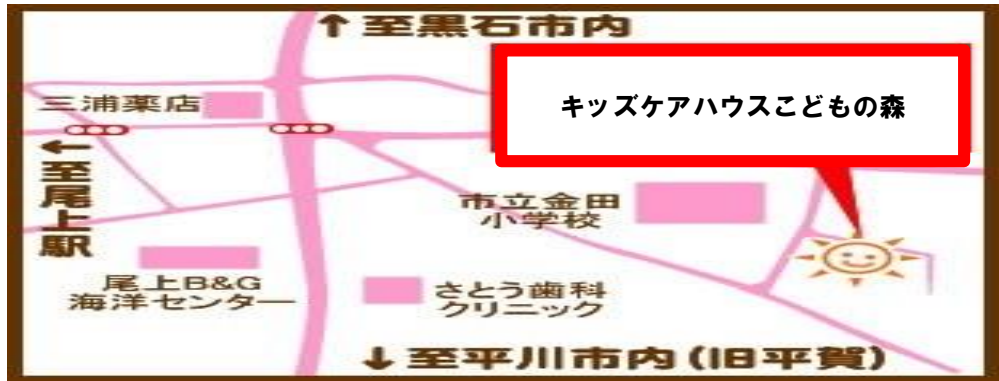 ↑至黒石市内
キッズケアハウスこどもの森
三浦薬店
←至尾上駅
市立金田
小学校
尾上B&G
海洋センター
さとう歯科
クリニック
↓至平川市内(旧平賀)